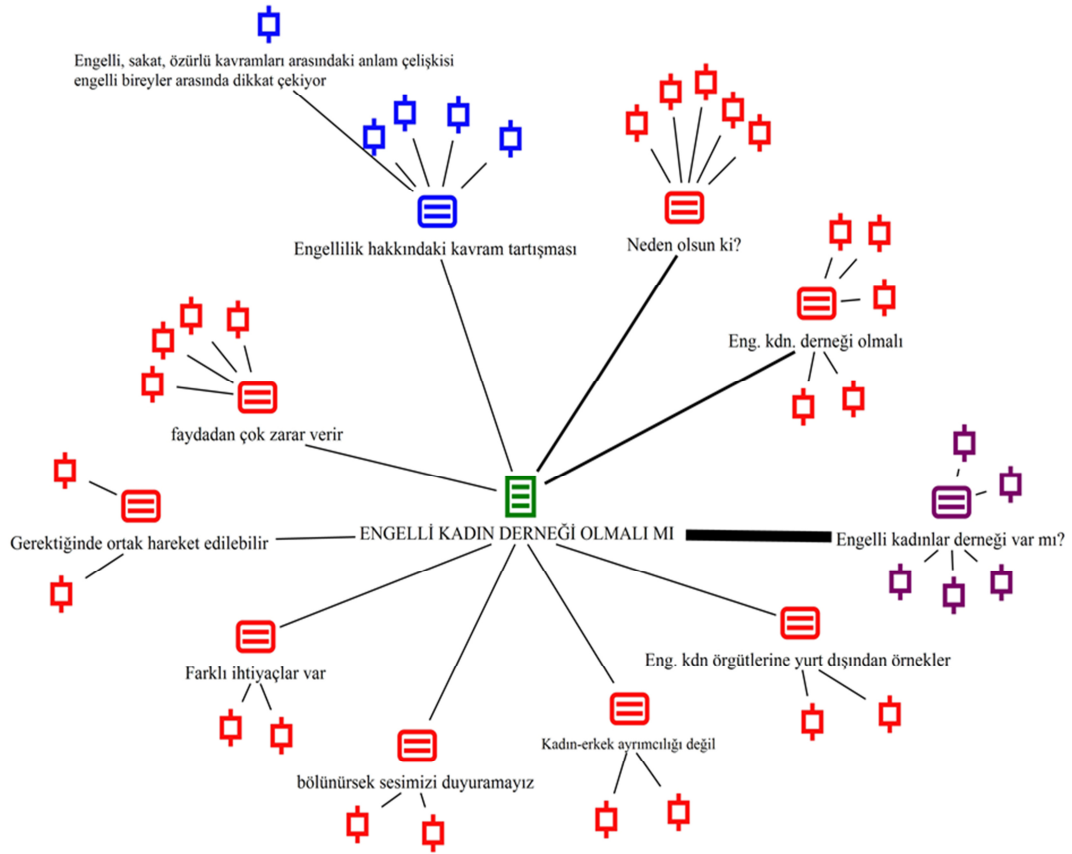 Engelli, sakat, özürlü kavramları arasındaki anlam çelişkisi
engelli bireyler arasında dikkat çekiyor
Engellilik hakkındaki kavram tartışması
Neden olsun ki?
Eng. kdn. derneği olmalı
faydadan çok zarar verir
Gerektiğinde ortak hareket edilebilir
ENGELLİ KADIN DERNEĞİ OLMALI MI
Engelli kadınlar derneği var mı?
Farklı ihtiyaçlar var
Eng. kdn örgütlerine yurt dışından örnekler
Kadın-erkek ayrımcılığı değil
bölünürsek sesimizi duyuramayız